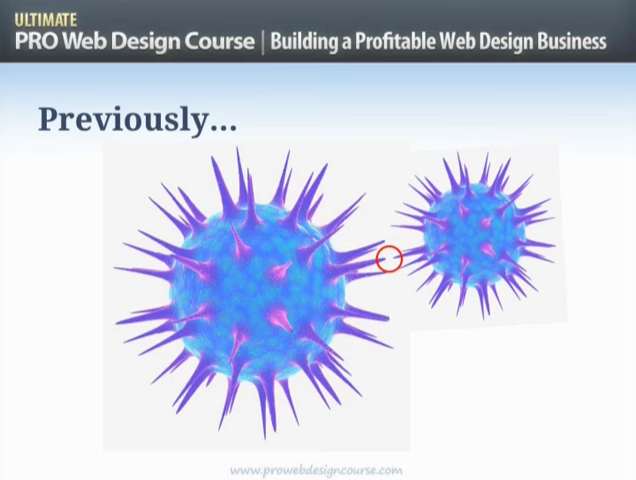 ULTIMATE
PRO Web Design Course | Building a Profitable Web Design Business
Previously...
www.prowebdesigncourse.com